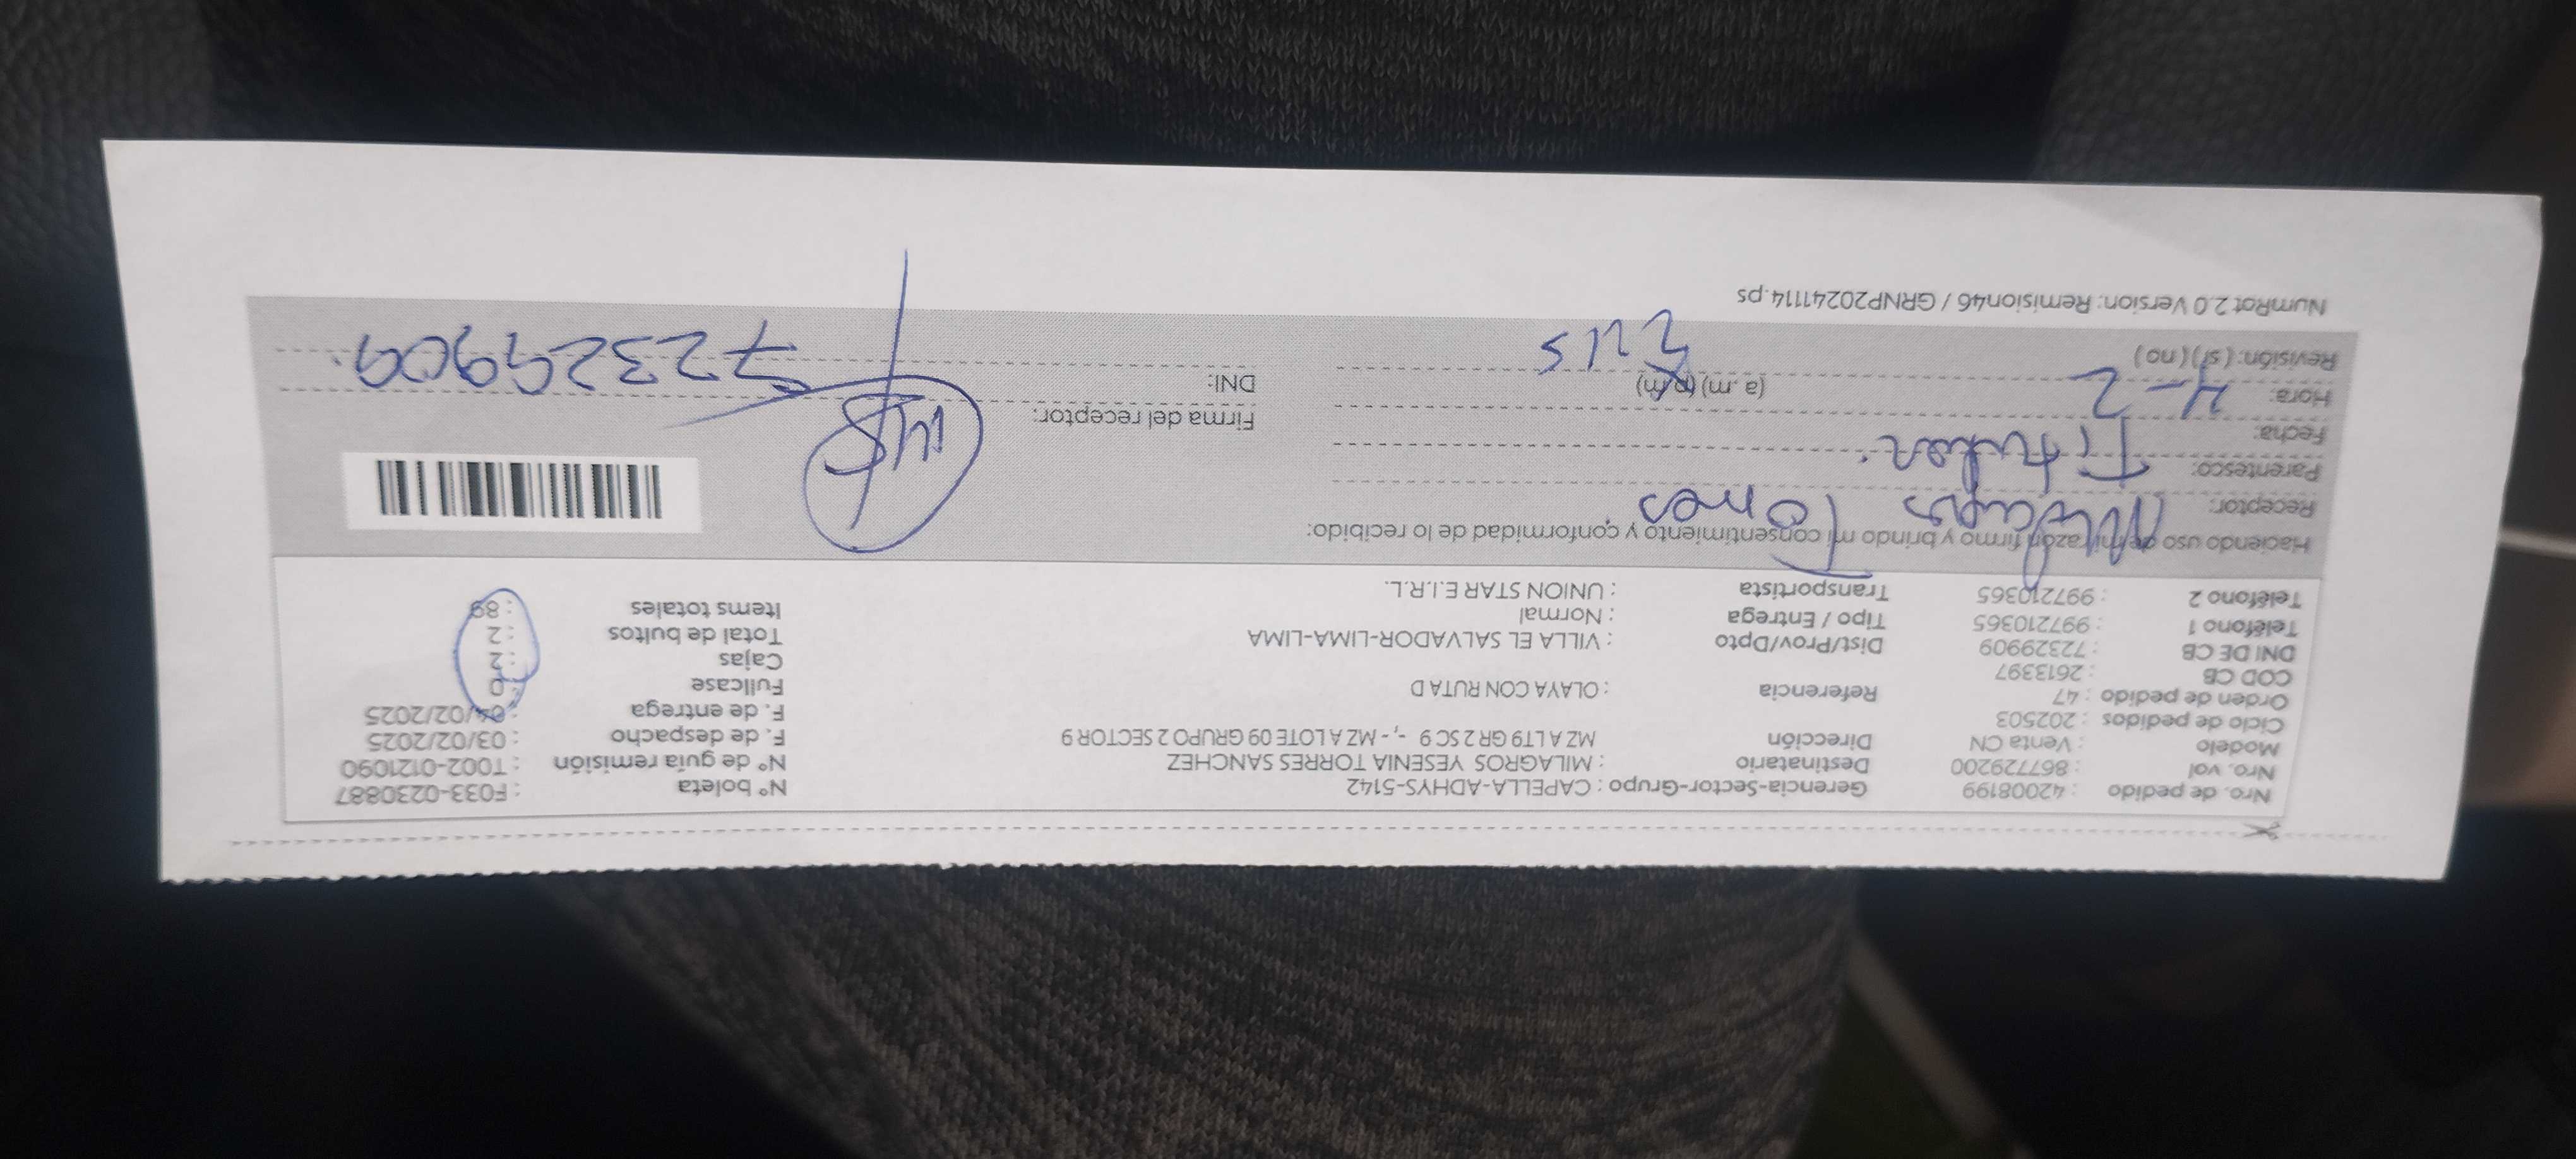 Nro. de pedido : 42008199 Gerencia-Sector-Grupo : CAPELLA-ADHYS-5142 N° boleta : F033-0230887
Nro. vol : 867729200 Destinatario : MILAGROS YESENIA TORRES SANCHEZ N° de guía remisión : T002-0121090
Modelo : Venta CN Dirección MZ A LT9 GR 2 SC 9 -,- MZ A LOTE 09 GRUPO 2 SECTOR 9 F. de despacho : 03/02/2025
Ciclo de pedidos : 202503 F. de entrega : 04/02/2025
Orden de pedido : 47 Referencia : OLAYA CON RUTA D Fullcase : 0
COD CB : 2613397 Cajas : 2
DNI DE CB : 72329909 Dist/Prov/Dpto : VILLA EL SALVADOR-LIMA-LIMA Total de bultos : 2
Teléfono 1 : 997210365 Tipo / Entrega : Normal Items totales : 89
Teléfono 2 : 997210365 Transportista : UNION STAR E.I.R.L.
Haciendo uso de mi razón firmo y brindo mi consentimiento y conformidad de lo recibido:
Receptor: Milagros Torres
Parentesco: Titular
Fecha: 4-2 Firma del receptor:
Hora: (a .m) (p.m) DNI: 72329909
Revisión: ( sí ) ( no )
NumRot 2.0 Version: Remision46 / GRNP20241114.ps